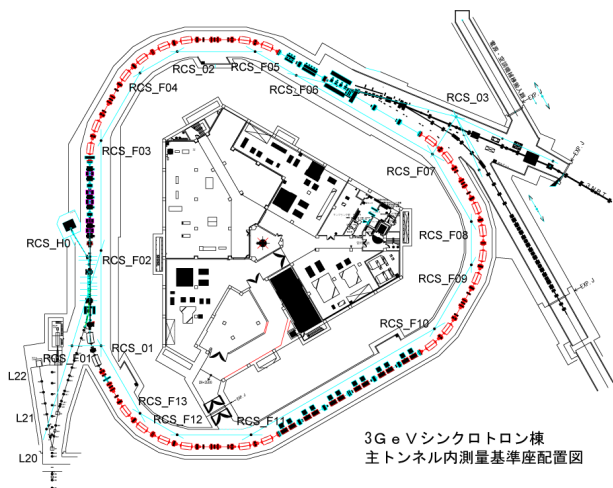 RCS_02
RCS_F05
RCS_F04
RCS_F06
RCS_03
RCS_F03
RCS_F07
RCS_H0
RCS_F02
RCS_F08
RCS_F09
RCS_F10
RCS_01
RCS_F01
L22
RCS_F13
L21
RCS_F12
RCS_F11
L20
3GeVシンクロトロン棟
主トンネル内測量基準座配置図
EXP.J
EXP.J